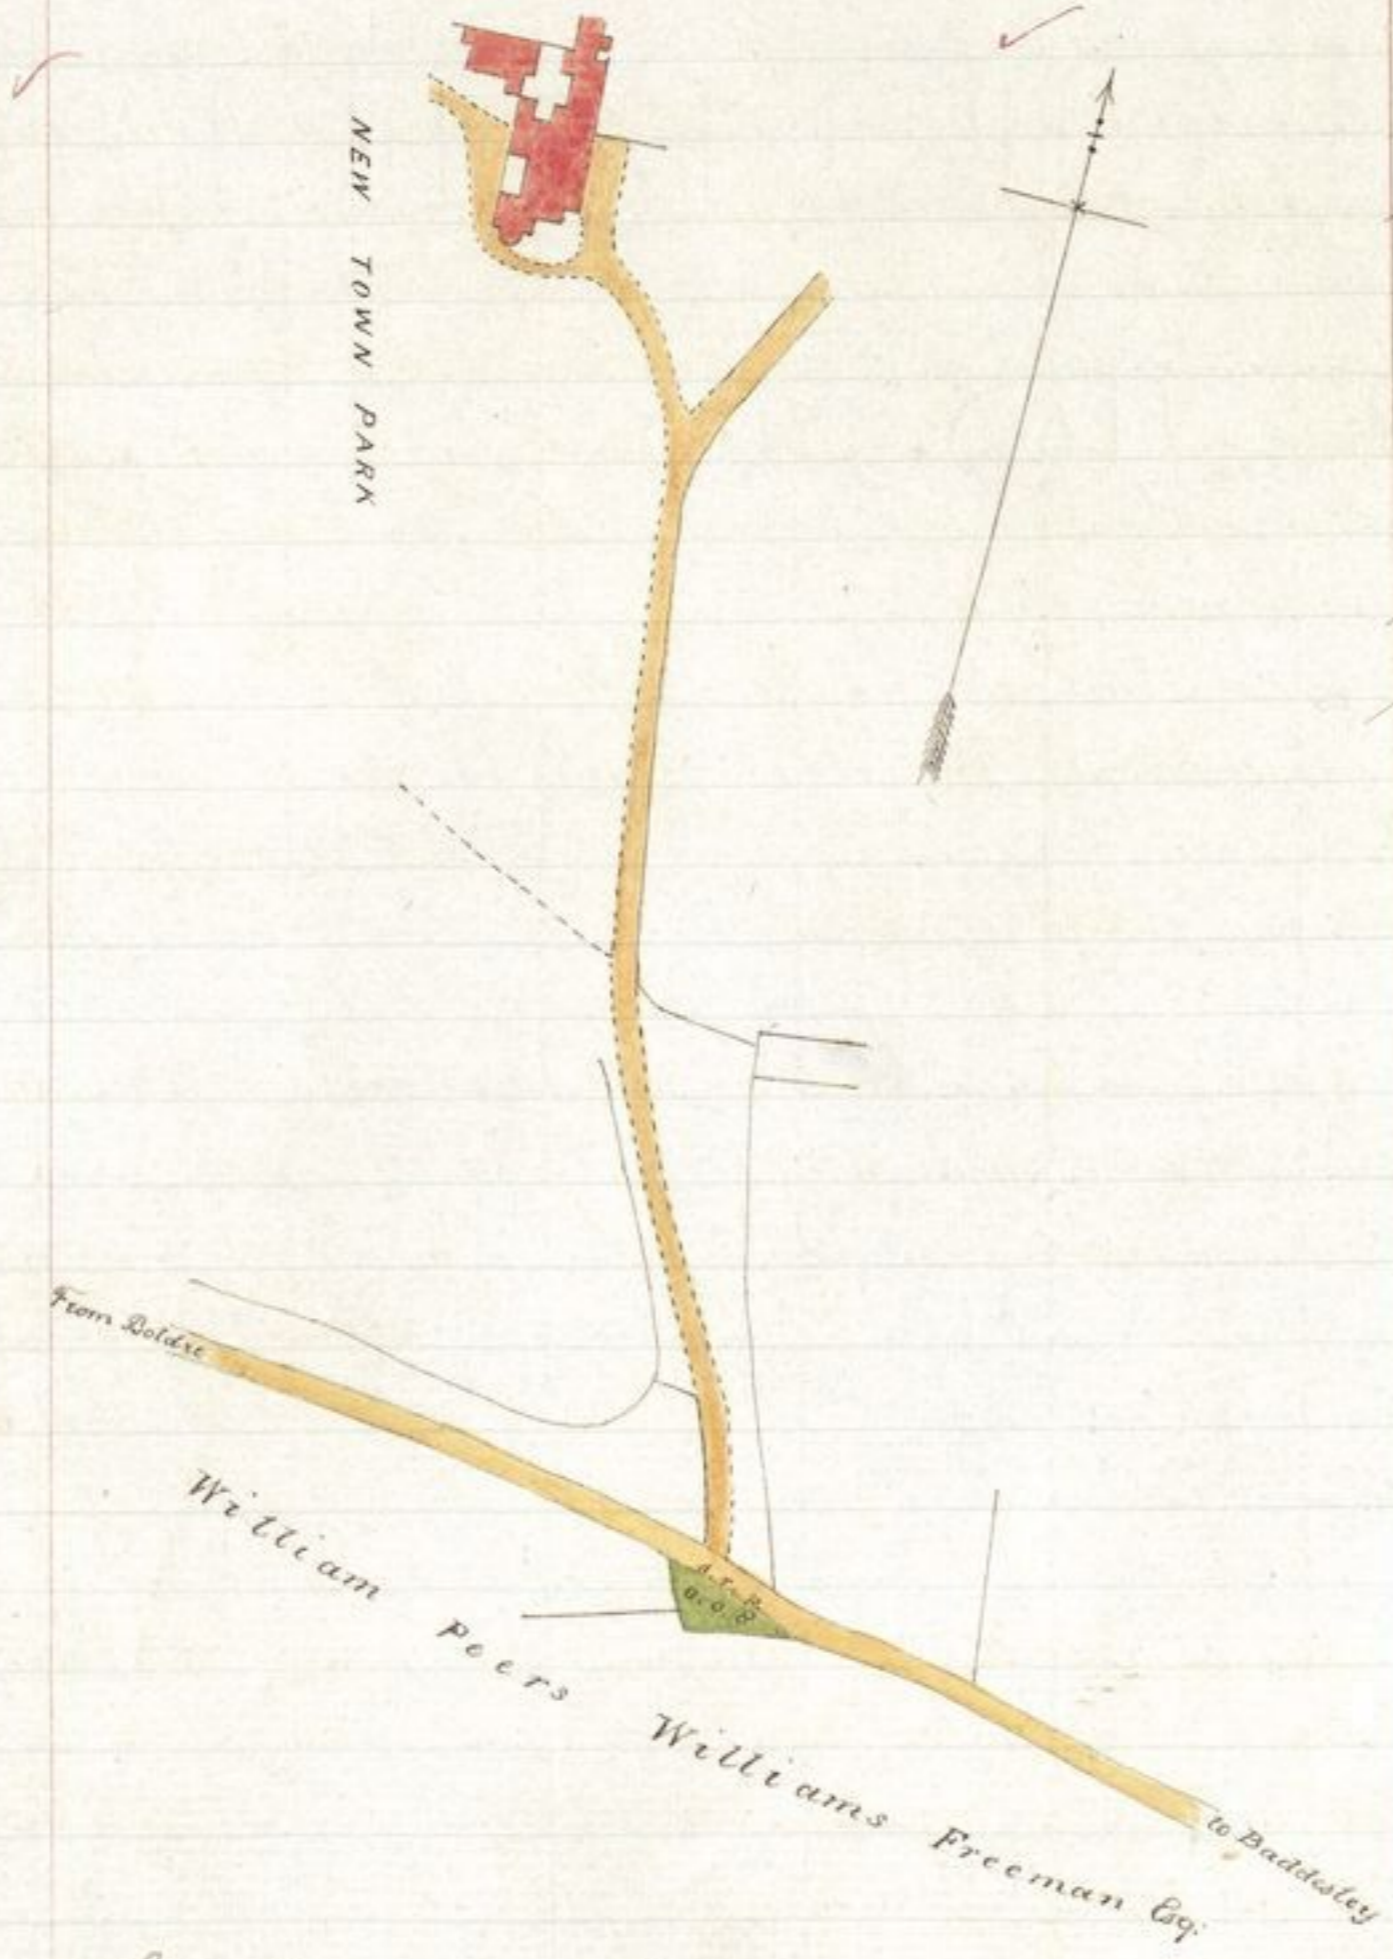 NEW TOWN PARK
From Boldre
a. r. p.
0. 0. 8
William Peers Williams Freeman Esq:
to Baddesley